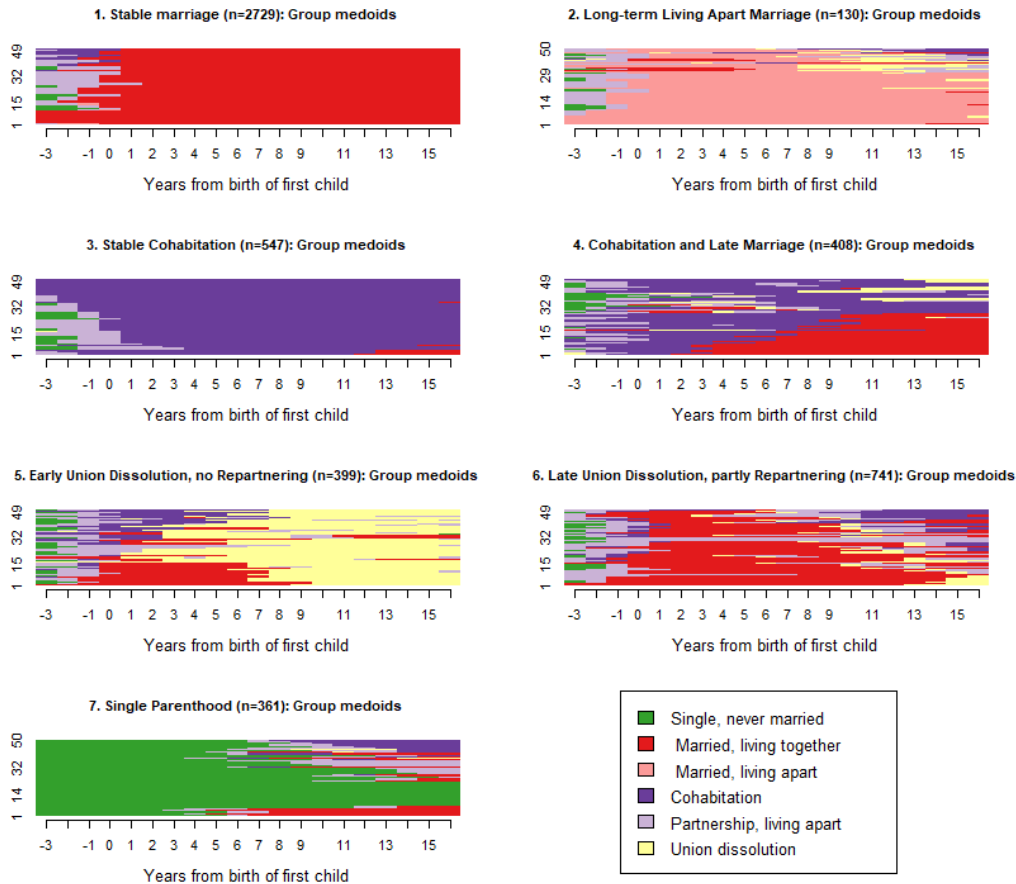 1. Stable marriage (n=2729): Group medoids
49
32
15
1
-3 -1 0 1 2 3 4 5 6 7 8 9 11 13 15
Years from birth of first child
2. Long-term Living Apart Marriage (n=130): Group medoids
50
29
14
1
-3 -1 0 1 2 3 4 5 6 7 8 9 11 13 15
Years from birth of first child
3. Stable Cohabitation (n=547): Group medoids
49
32
15
1
-3 -1 0 1 2 3 4 5 6 7 8 9 11 13 15
Years from birth of first child
4. Cohabitation and Late Marriage (n=408): Group medoids
49
32
15
1
-3 -1 0 1 2 3 4 5 6 7 8 9 11 13 15
Years from birth of first child
5. Early Union Dissolution, no Repartnering (n=399): Group medoids
49
32
15
1
-3 -1 0 1 2 3 4 5 6 7 8 9 11 13 15
Years from birth of first child
6. Late Union Dissolution, partly Repartnering (n=741): Group medoids
49
32
15
1
-3 -1 0 1 2 3 4 5 6 7 8 9 11 13 15
Years from birth of first child
7. Single Parenthood (n=361): Group medoids
50
32
14
1
-3 -1 0 1 2 3 4 5 6 7 8 9 11 13 15
Years from birth of first child
Single, never married
Married, living together
Married, living apart
Cohabitation
Partnership, living apart
Union dissolution